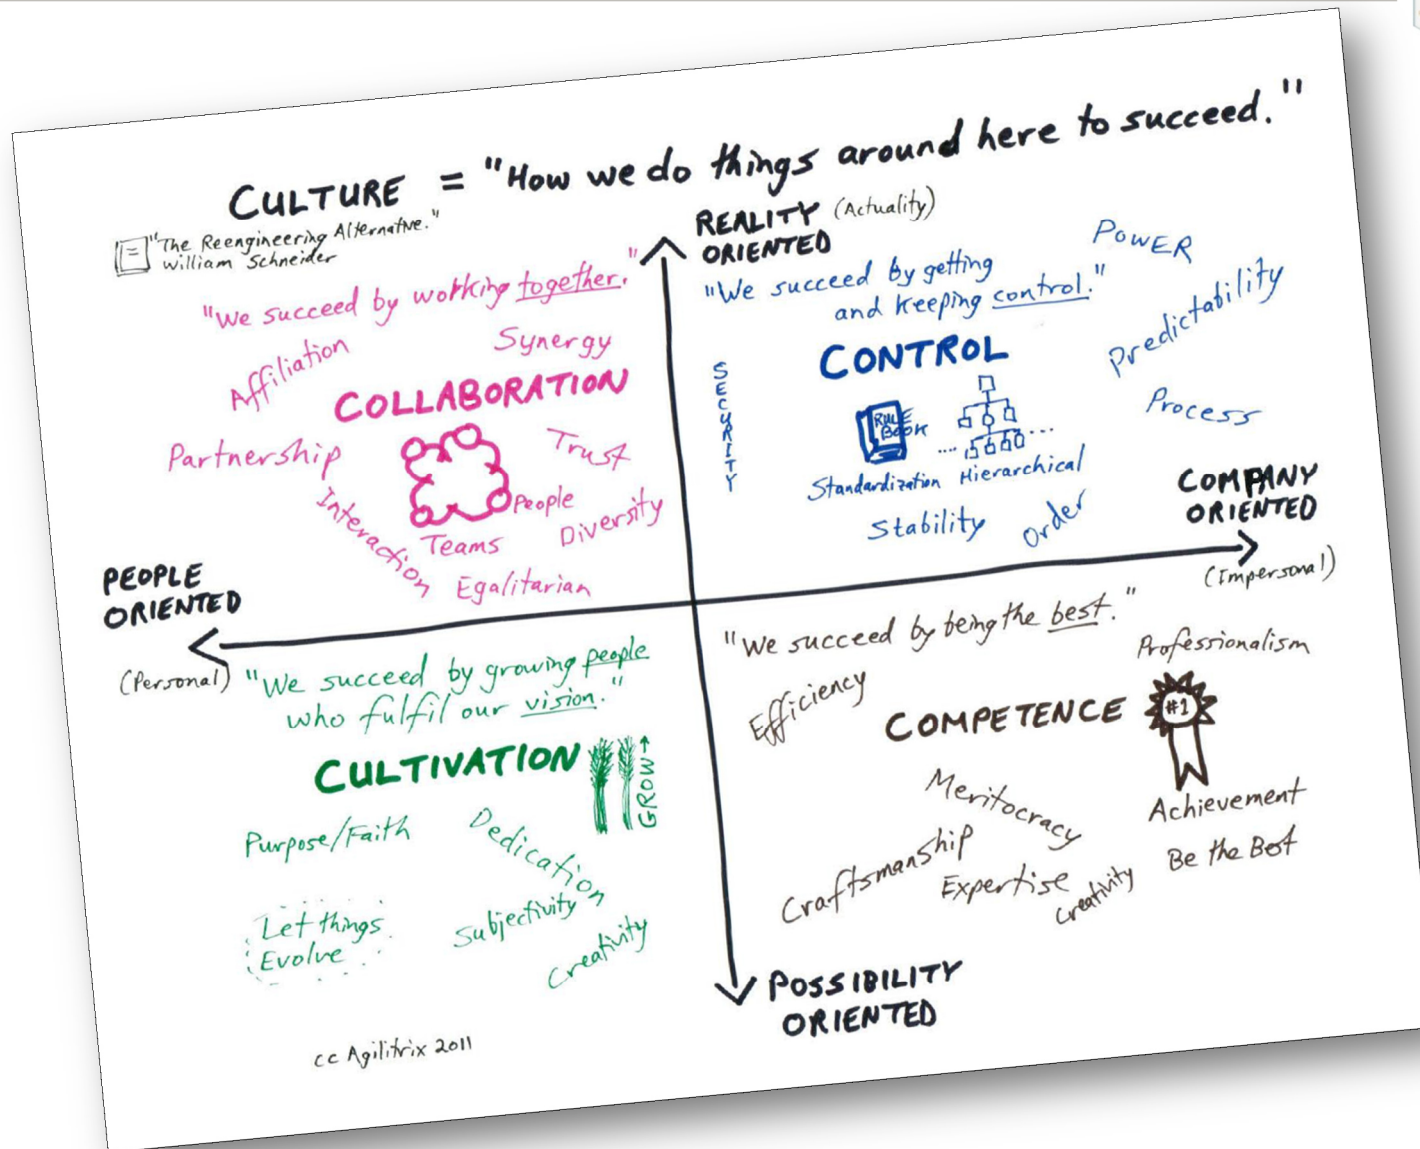 CULTURE = "How we do things around here to succeed."
"The Reengineering Alternative."
William Schneider
REALITY (Actuality)
ORIENTED
"We succeed by working together."
Affiliation
Synergy
COLLABORATION
Partnership
Trust
Interaction
People
Diversity
Teams
Egalitarian
"We succeed by getting
and keeping control."
POWER
Predictability
CONTROL
SECURITY
RULE
BOOK
Process
Standardization
Hierarchical
Stability
Order
COMPANY
ORIENTED
(Impersonal)
PEOPLE
ORIENTED
(Personal)
"We succeed by growing people
who fulfil our vision."
CULTIVATION
GROW
Purpose/Faith
Dedication
Let things
Evolve
Subjectivity
Creativity
"We succeed by being the best."
Professionalism
Efficiency
COMPETENCE
#1
Meritocracy
Achievement
Craftsmanship
Expertise
Creativity
Be the Best
POSSIBILITY
ORIENTED
cc Agilitrix 2011